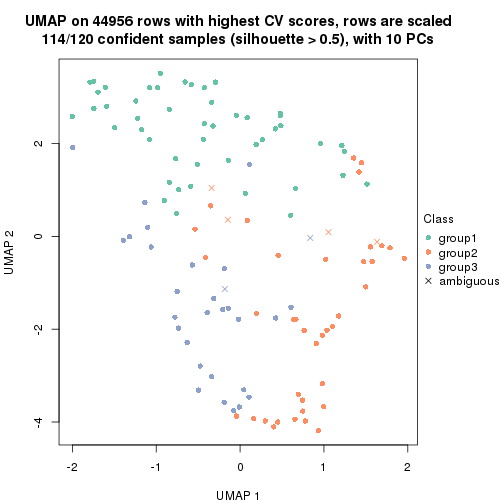 UMAP on 44956 rows with highest CV scores, rows are scaled
114/120 confident samples (silhouette > 0.5), with 10 PCs
UMAP 2
2
0
-2
-4
-2
-1
0
1
2
UMAP 1
Class
group1
group2
group3
ambiguous